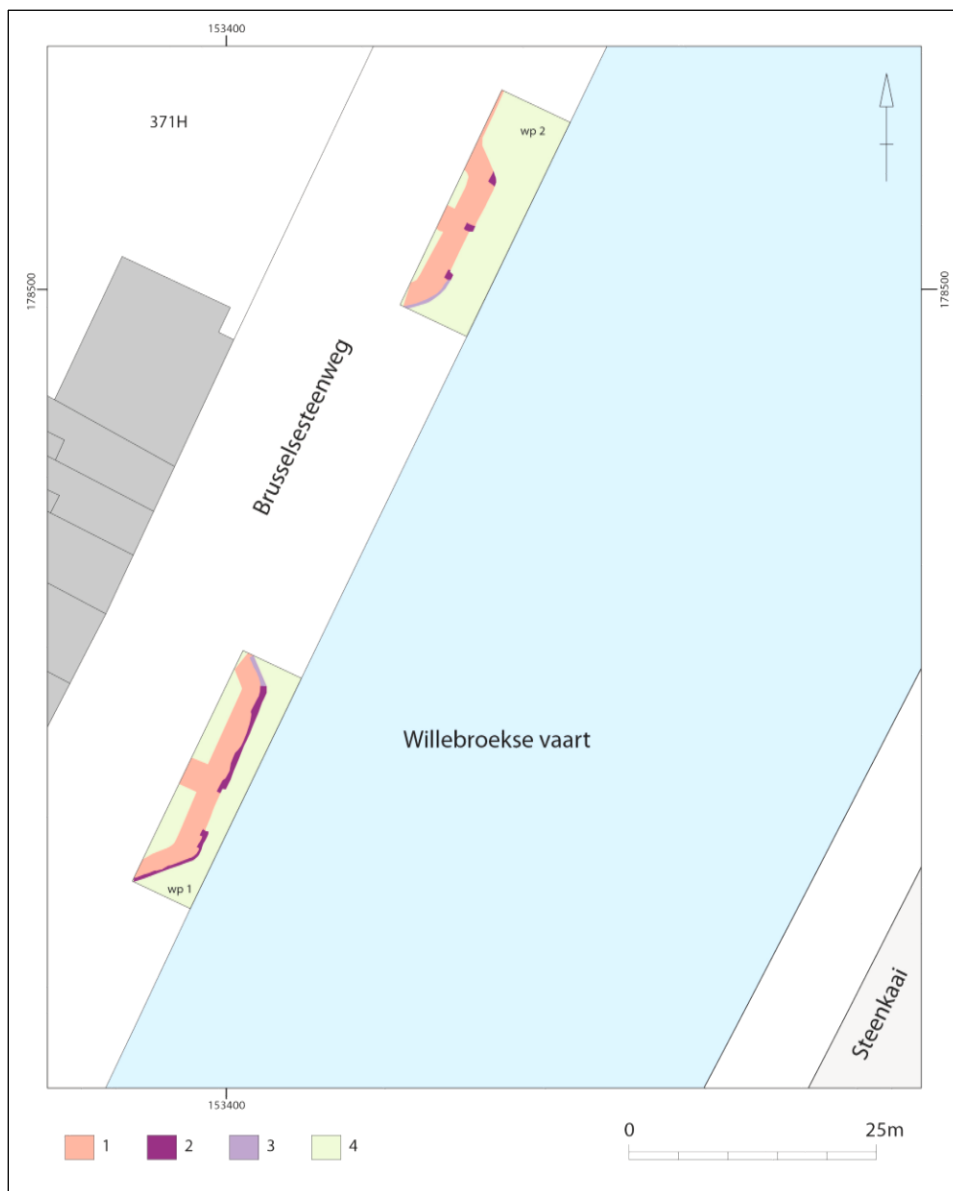 153400
371H
wp 2
178500
178500
Brusselsesteenweg
Willebroekse vaart
wp 1
Steenkaai
153400
1
2
3
4
0
25m